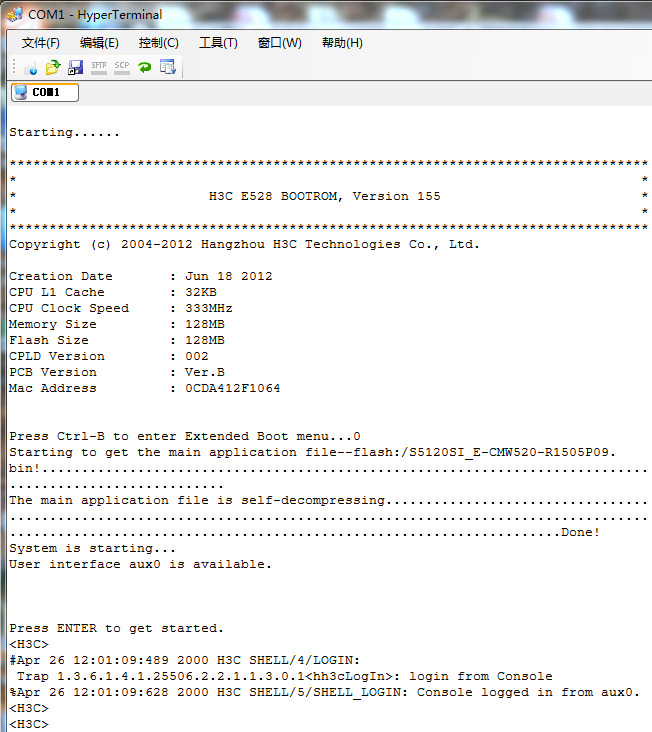 COM1 - HyperTerminal
文件(F) 编辑(E) 控制(C) 工具(T) 窗口(W) 帮助(H)
SFTP SCP
COM1
Starting......
********************************************************************************
* *
* H3C E528 BOOTROM, Version 155 *
* *
********************************************************************************
Copyright (c) 2004-2012 Hangzhou H3C Technologies Co., Ltd.
Creation Date : Jun 18 2012
CPU L1 Cache : 32KB
CPU Clock Speed : 333MHz
Memory Size : 128MB
Flash Size : 128MB
CPLD Version : 002
PCB Version : Ver.B
Mac Address : 0CDA412F1064
Press Ctrl-B to enter Extended Boot menu...0
Starting to get the main application file--flash:/S5120SI_E-CMW520-R1505P09.
bin!............................................................................
...........................
The main application file is self-decompressing.................................
................................................................................
.....................................................................Done!
System is starting...
User interface aux0 is available.
Press ENTER to get started.
<H3C>
#Apr 26 12:01:09:489 2000 H3C SHELL/4/LOGIN:
Trap 1.3.6.1.4.1.25506.2.2.1.1.3.0.1<hh3cLogIn>: login from Console
%Apr 26 12:01:09:628 2000 H3C SHELL/5/SHELL_LOGIN: Console logged in from aux0.
<H3C>
<H3C>